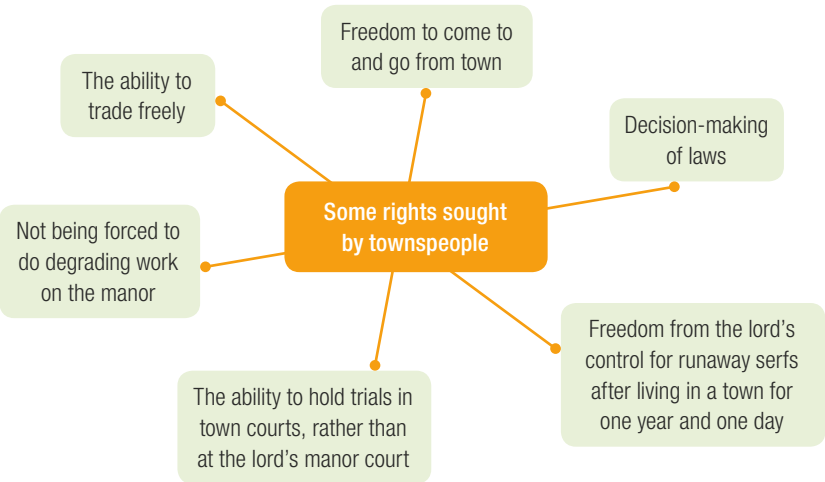 Freedom to come to
and go from town
The ability to
trade freely
Decision-making
of laws
Some rights sought
by townspeople
Not being forced to
do degrading work
on the manor
Freedom from the lord’s
control for runaway serfs
after living in a town for
one year and one day
The ability to hold trials in
town courts, rather than
at the lord’s manor court